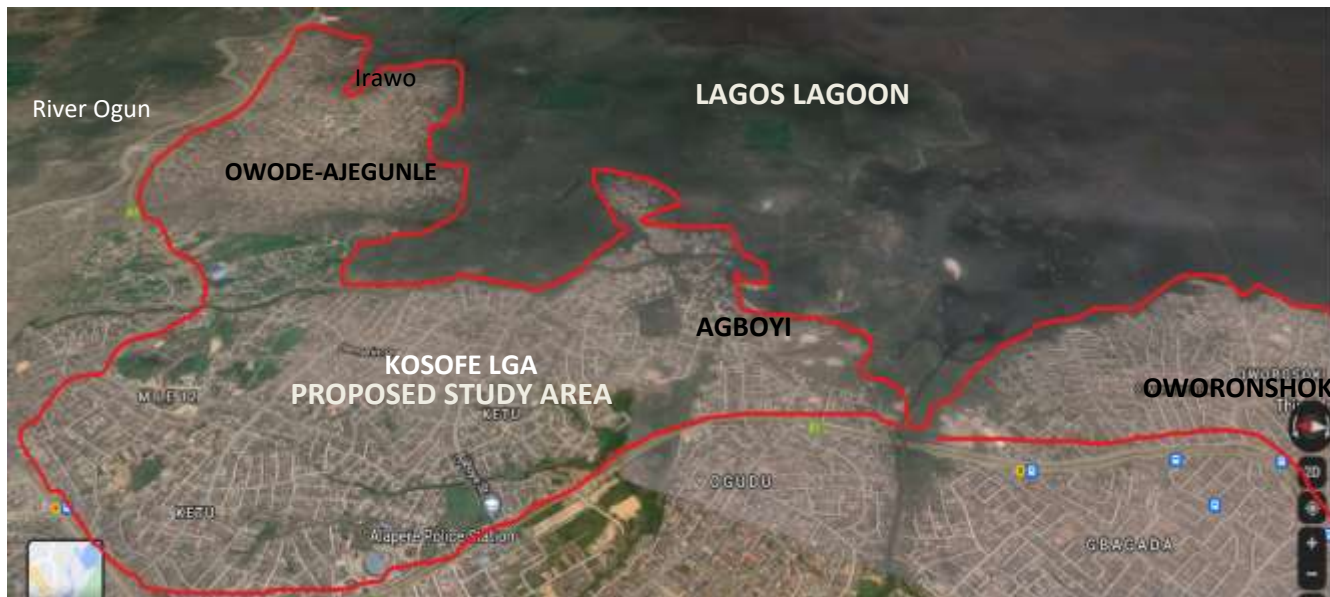 Irawo
LAGOS LAGOON
River Ogun
OWODE-AJEGUNLE
AGBOYI
KOSOFE LGA
PROPOSED STUDY AREA
OWORONSHOK
MILE 12
KETU
OGUDU
KETU
Alapere Police Station
GBAGADA
2D